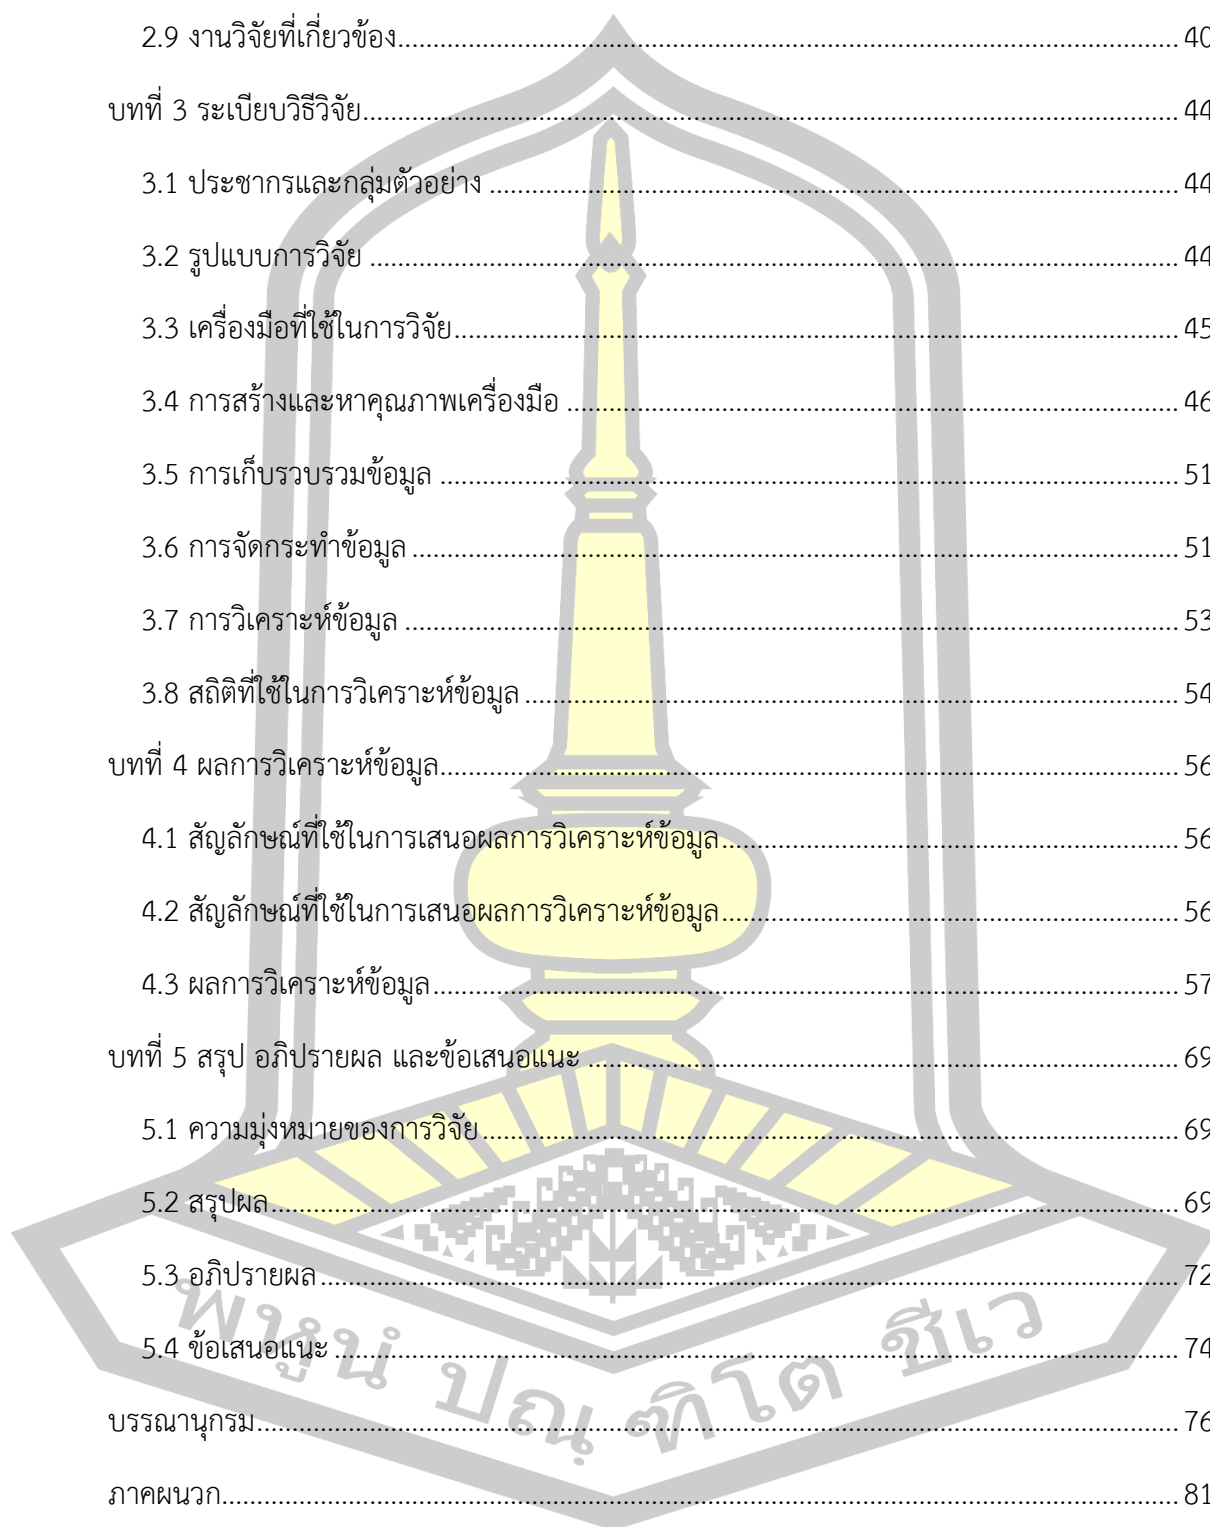 2.9 งานวิจัยที่เกี่ยวข้อง.......... 40
บทที่ 3 ระเบียบวิธีวิจัย.......... 44
3.1 ประชากรและกลุ่มตัวอย่าง .......... 44
3.2 รูปแบบการวิจัย .......... 44
3.3 เครื่องมือที่ใช้ในการวิจัย.......... 45
3.4 การสร้างและหาคุณภาพเครื่องมือ .......... 46
3.5 การเก็บรวบรวมข้อมูล .......... 51
3.6 การจัดกระทำข้อมูล .......... 51
3.7 การวิเคราะห์ข้อมูล .......... 53
3.8 สถิติที่ใช้ในการวิเคราะห์ข้อมูล .......... 54
บทที่ 4 ผลการวิเคราะห์ข้อมูล.......... 56
4.1 สัญลักษณ์ที่ใช้ในการเสนอผลการวิเคราะห์ข้อมูล.......... 56
4.2 สัญลักษณ์ที่ใช้ในการเสนอผลการวิเคราะห์ข้อมูล.......... 56
4.3 ผลการวิเคราะห์ข้อมูล.......... 57
บทที่ 5 สรุป อภิปรายผล และข้อเสนอแนะ .......... 69
5.1 ความมุ่งหมายของการวิจัย.......... 69
5.2 สรุปผล.......... 69
5.3 อภิปรายผล.......... 72
5.4 ข้อเสนอแนะ .......... 74
พหูนํ ปณฺฑิโต ชีเว
บรรณานุกรม.......... 76
ภาคผนวก.......... 81